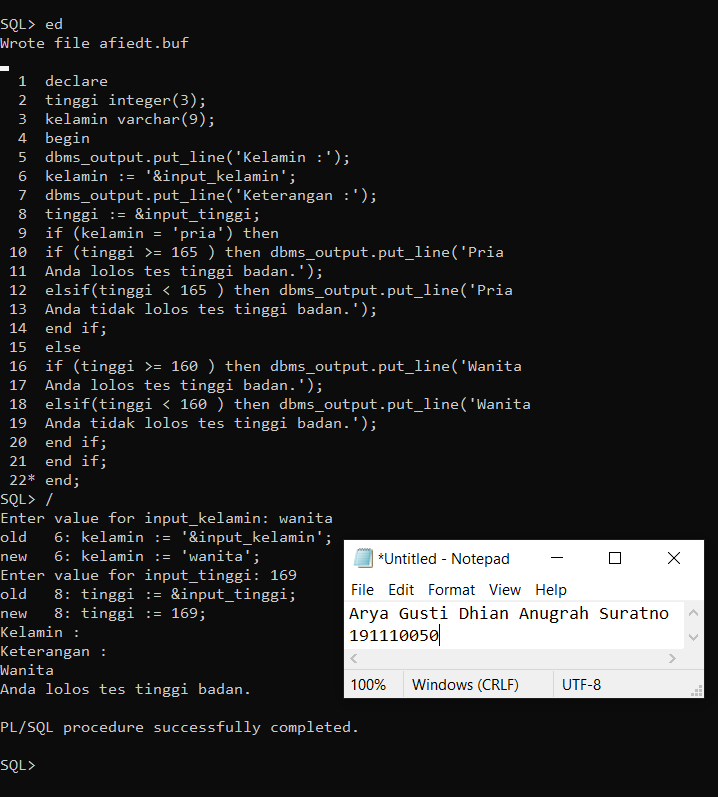 SQL> ed
Wrote file afiedt.buf
1 declare
2 tinggi integer(3);
3 kelamin varchar(9);
4 begin
5 dbms_output.put_line('Kelamin :');
6 kelamin := '&input_kelamin';
7 dbms_output.put_line('Keterangan :');
8 tinggi := &input_tinggi;
9 if (kelamin = 'pria') then
10 if (tinggi >= 165 ) then dbms_output.put_line('Pria
11 Anda lolos tes tinggi badan.');
12 elsif(tinggi < 165 ) then dbms_output.put_line('Pria
13 Anda tidak lolos tes tinggi badan.');
14 end if;
15 else
16 if (tinggi >= 160 ) then dbms_output.put_line('Wanita
17 Anda lolos tes tinggi badan.');
18 elsif(tinggi < 160 ) then dbms_output.put_line('Wanita
19 Anda tidak lolos tes tinggi badan.');
20 end if;
21 end if;
22* end;
SQL> /
Enter value for input_kelamin: wanita
old 6: kelamin := '&input_kelamin';
new 6: kelamin := 'wanita';
Enter value for input_tinggi: 169
old 8: tinggi := &input_tinggi;
new 8: tinggi := 169;
Kelamin :
Keterangan :
Wanita
Anda lolos tes tinggi badan.
PL/SQL procedure successfully completed.
SQL>
*Untitled - Notepad
File Edit Format View Help
Arya Gusti Dhian Anugrah Suratno
191110050
100% Windows (CRLF) UTF-8